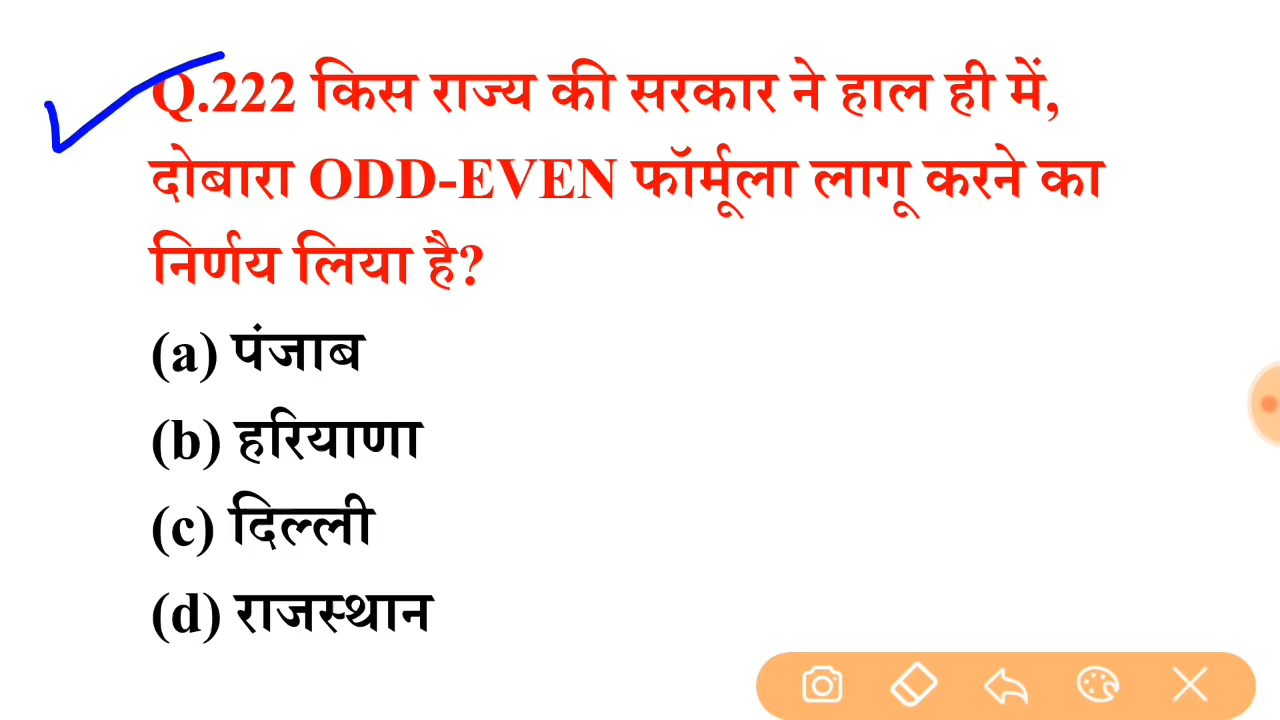 Q.222 किस राज्य की सरकार ने हाल ही में,
दोबारा ODD-EVEN फॉर्मूला लागू करने का
निर्णय लिया है?
(a) पंजाब
(b) हरियाणा
(c) दिल्ली
(d) राजस्थान